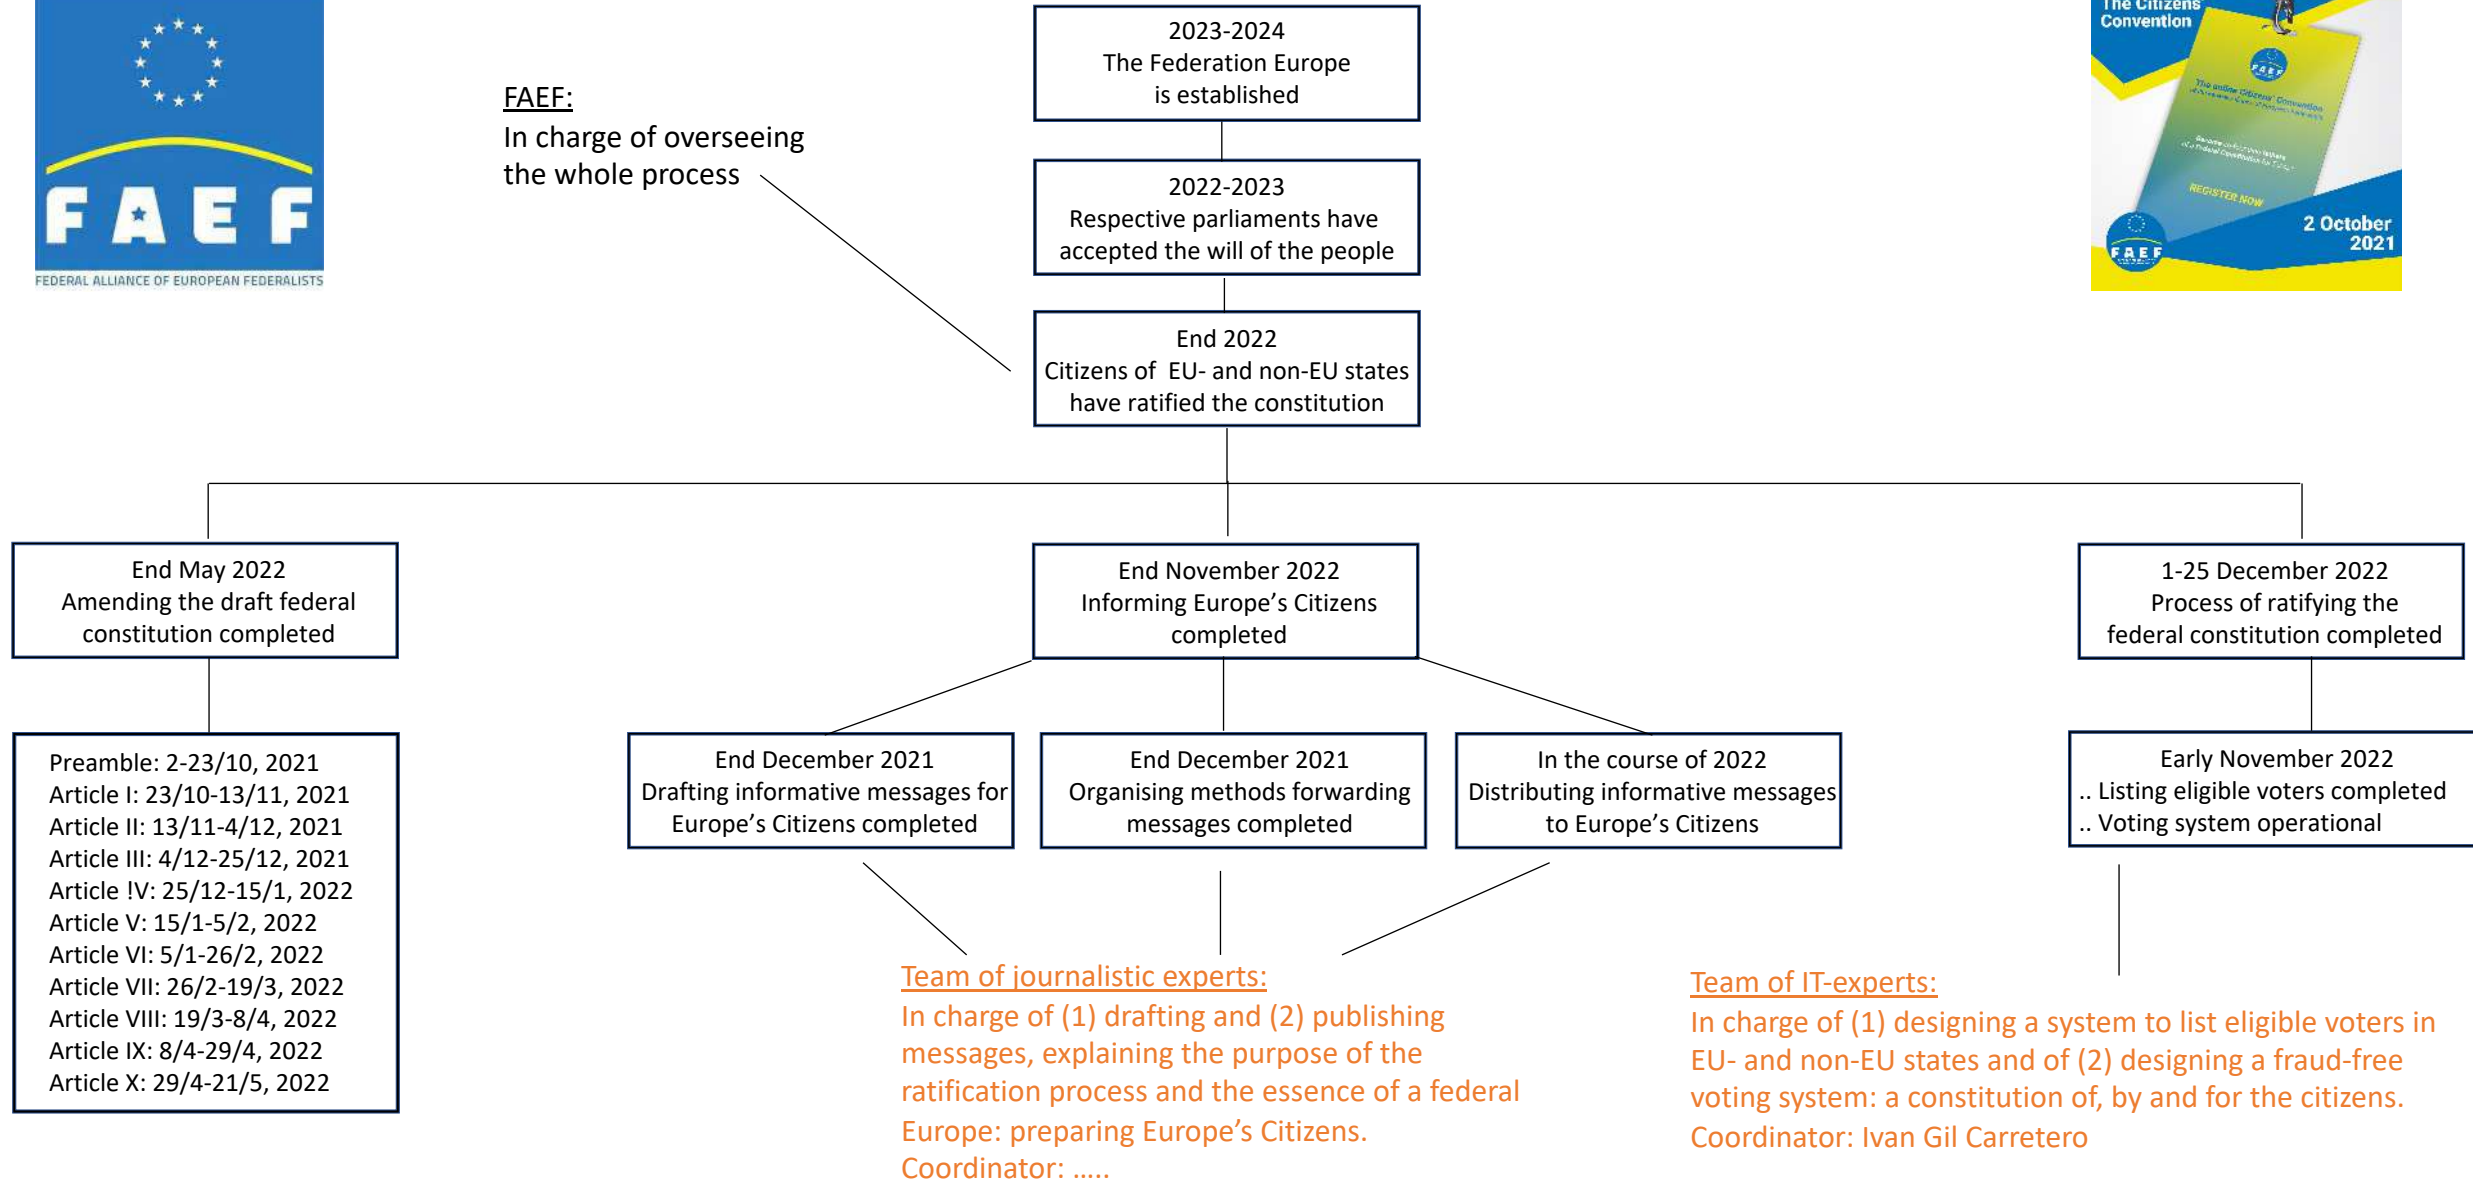 FAEF
FEDERAL ALLIANCE OF EUROPEAN FEDERALISTS
FAEF:
In charge of overseeing
the whole process
2023-2024
The Federation Europe
is established
2022-2023
Respective parliaments have
accepted the will of the people
End 2022
Citizens of EU- and non-EU states
have ratified the constitution
The Citizens'
Convention
FAEF
The online Citizens' Convention
REGISTER NOW
2 October
2021
FAEF
End May 2022
Amending the draft federal
constitution completed
End November 2022
Informing Europe’s Citizens
completed
1-25 December 2022
Process of ratifying the
federal constitution completed
Preamble: 2-23/10, 2021
Article I: 23/10-13/11, 2021
Article II: 13/11-4/12, 2021
Article III: 4/12-25/12, 2021
Article !V: 25/12-15/1, 2022
Article V: 15/1-5/2, 2022
Article VI: 5/1-26/2, 2022
Article VII: 26/2-19/3, 2022
Article VIII: 19/3-8/4, 2022
Article IX: 8/4-29/4, 2022
Article X: 29/4-21/5, 2022
End December 2021
Drafting informative messages for
Europe’s Citizens completed
End December 2021
Organising methods forwarding
messages completed
In the course of 2022
Distributing informative messages
to Europe’s Citizens
Early November 2022
.. Listing eligible voters completed
.. Voting system operational
Team of journalistic experts:
In charge of (1) drafting and (2) publishing
messages, explaining the purpose of the
ratification process and the essence of a federal
Europe: preparing Europe’s Citizens.
Coordinator: …..
Team of IT-experts:
In charge of (1) designing a system to list eligible voters in
EU- and non-EU states and of (2) designing a fraud-free
voting system: a constitution of, by and for the citizens.
Coordinator: Ivan Gil Carretero